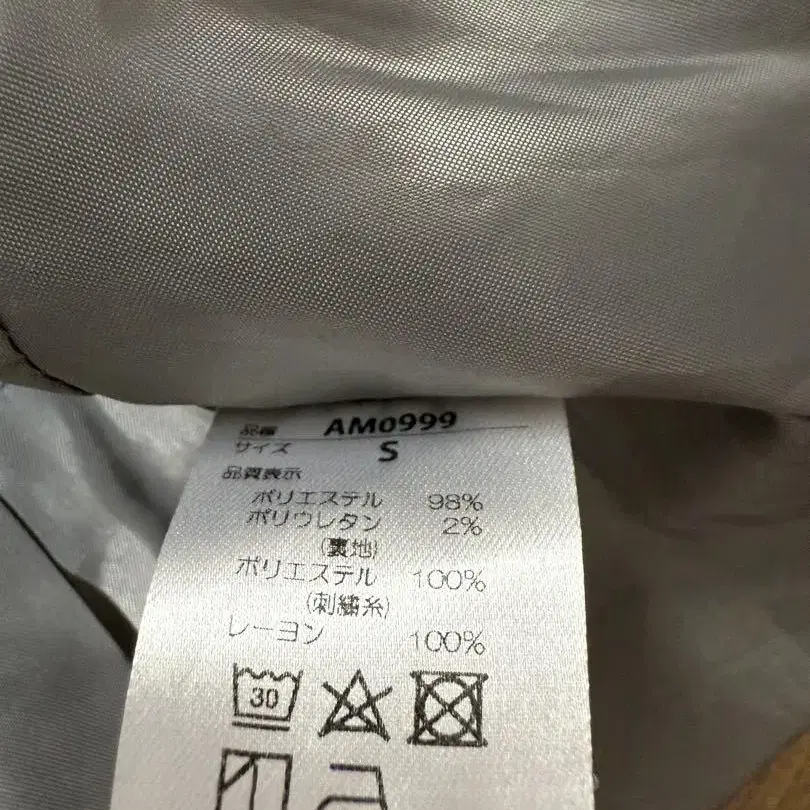 品番 AM0999
サイズ S
品質表示
ポリエステル 98%
ポリウレタン 2%
(裏地)
ポリエステル 100%
(刺繍糸)
レーヨン 100%
30